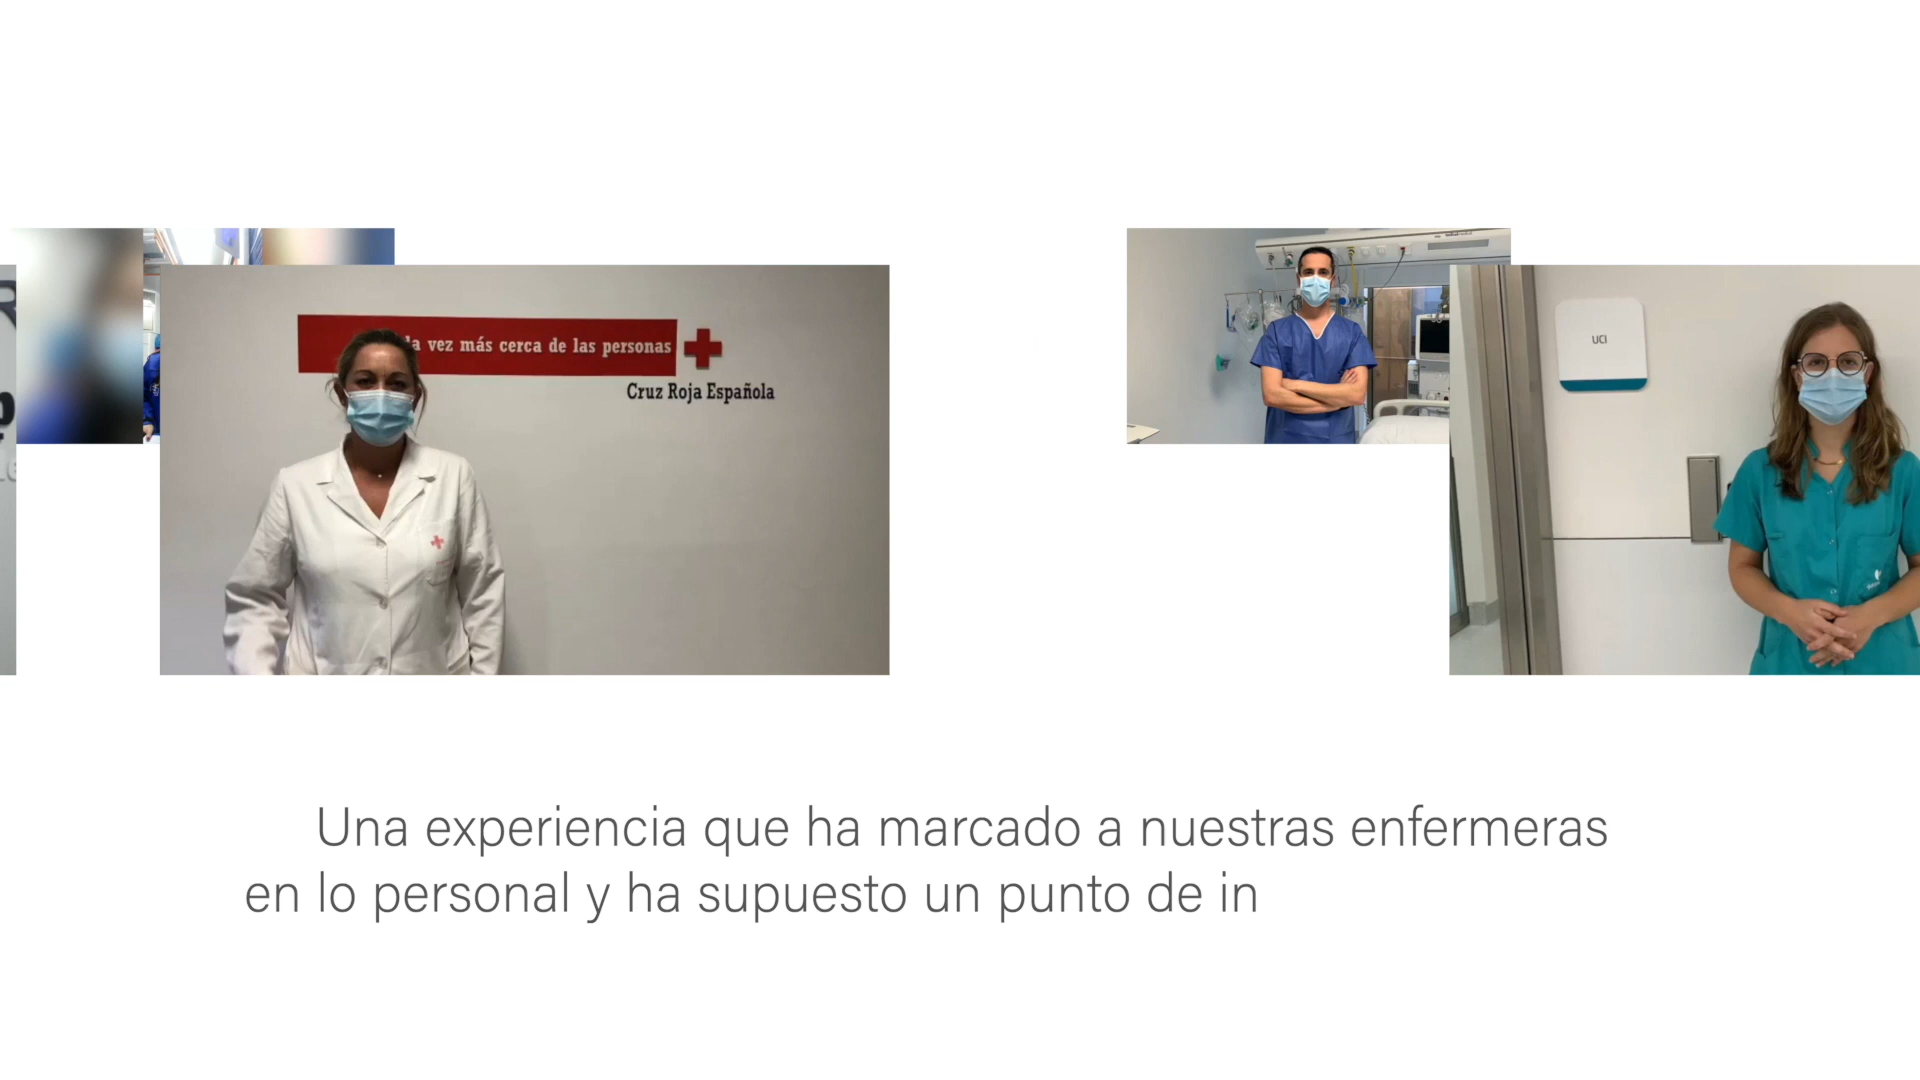 la vez más cerca de las personas
Cruz Roja Española
UCI
Una experiencia que ha marcado a nuestras enfermeras
en lo personal y ha supuesto un punto de in